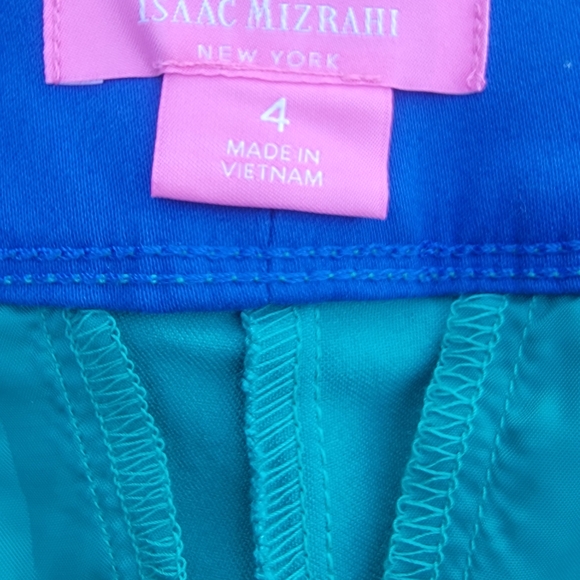 ISAAC MIZRAHI
NEW YORK
4
MADE IN
VIETNAM